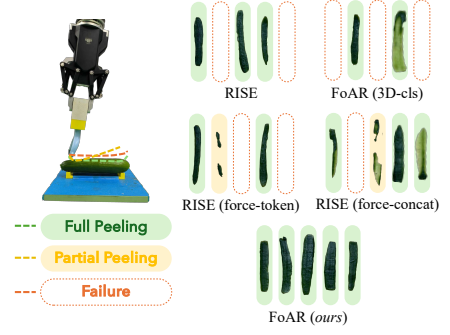 RISE
FoAR (3D-cls)
RISE (force-token)
RISE (force-concat)
Full Peeling
Partial Peeling
Failure
FoAR (ours)